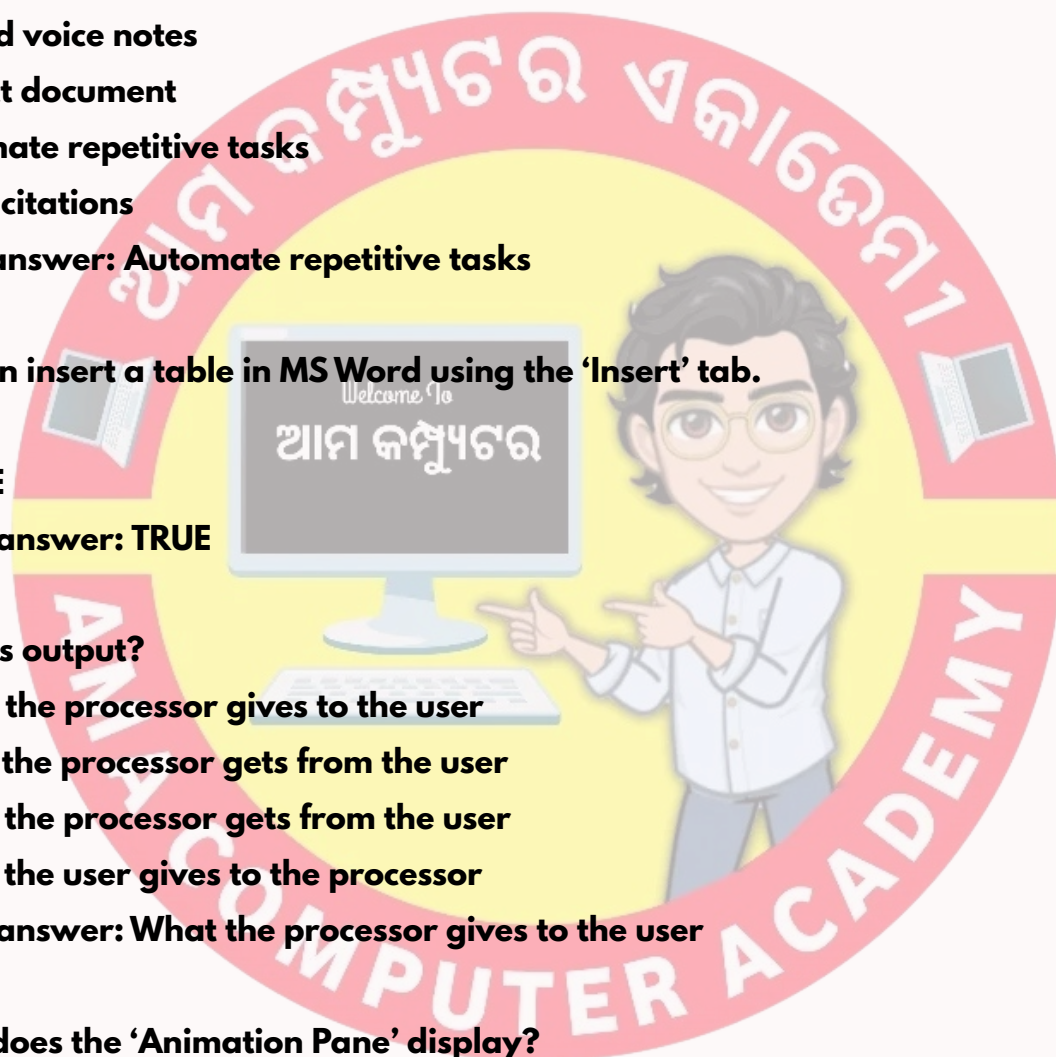 voice notes
document
repetitive tasks
citations
answer: Automate repetitive tasks
insert a table in MS Word using the ‘Insert’ tab.
answer: TRUE
output?
the processor gives to the user
the processor gets from the user
the processor gets from the user
the user gives to the processor
answer: What the processor gives to the user
does the ‘Animation Pane’ display?
ଆମ କମ୍ପ୍ୟୁଟର ଏକାଡେମୀ
Welcome To
ଆମ କମ୍ପ୍ୟୁଟର
AMA COMPUTER ACADEMY